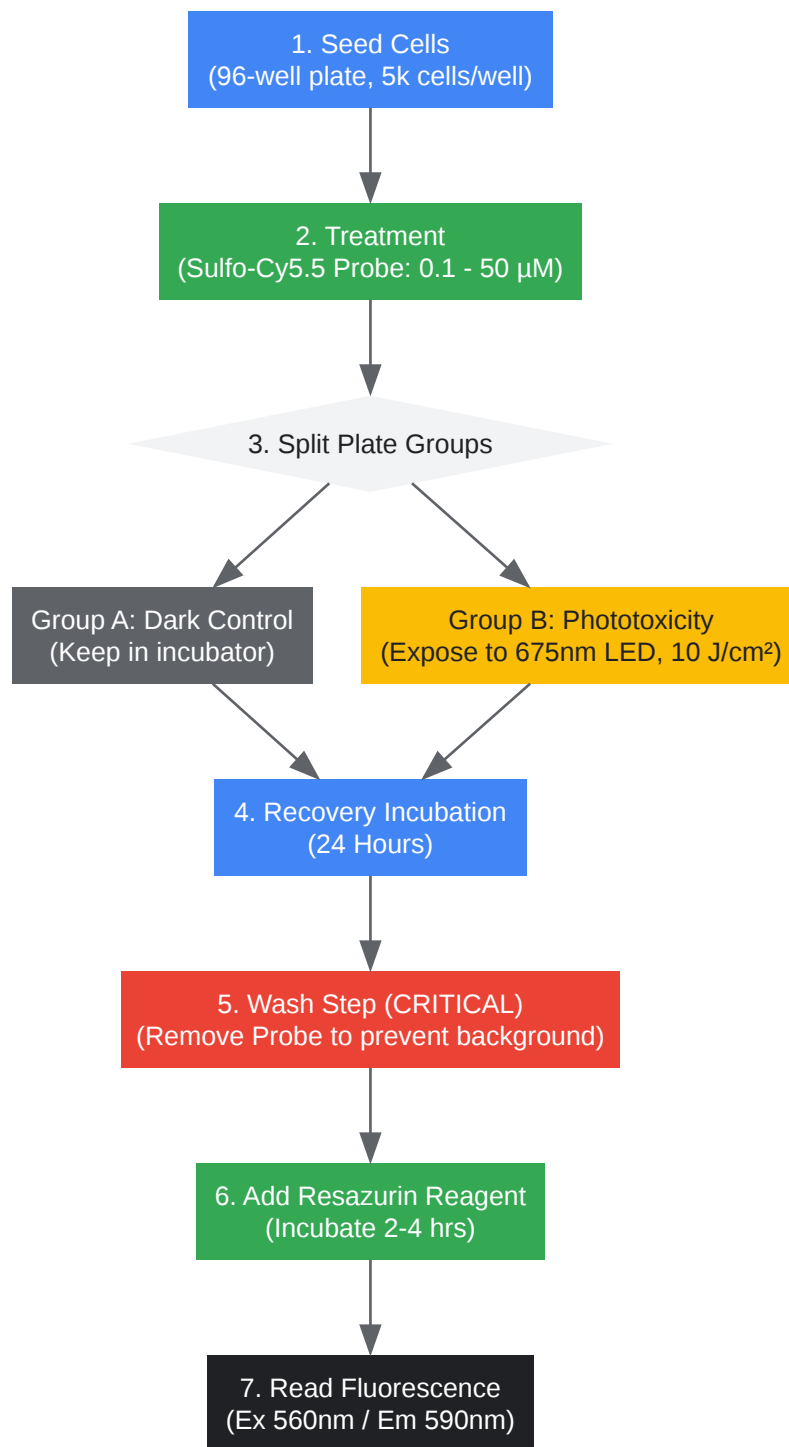 1. Seed Cells
(96-well plate, 5k cells/well)
2. Treatment
(Sulfo-Cy5.5 Probe: 0.1 - 50 µM)
3. Split Plate Groups
Group A: Dark Control
(Keep in incubator)
Group B: Phototoxicity
(Expose to 675nm LED, 10 J/cm²)
4. Recovery Incubation
(24 Hours)
5. Wash Step (CRITICAL)
(Remove Probe to prevent background)
6. Add Resazurin Reagent
(Incubate 2-4 hrs)
7. Read Fluorescence
(Ex 560nm / Em 590nm)